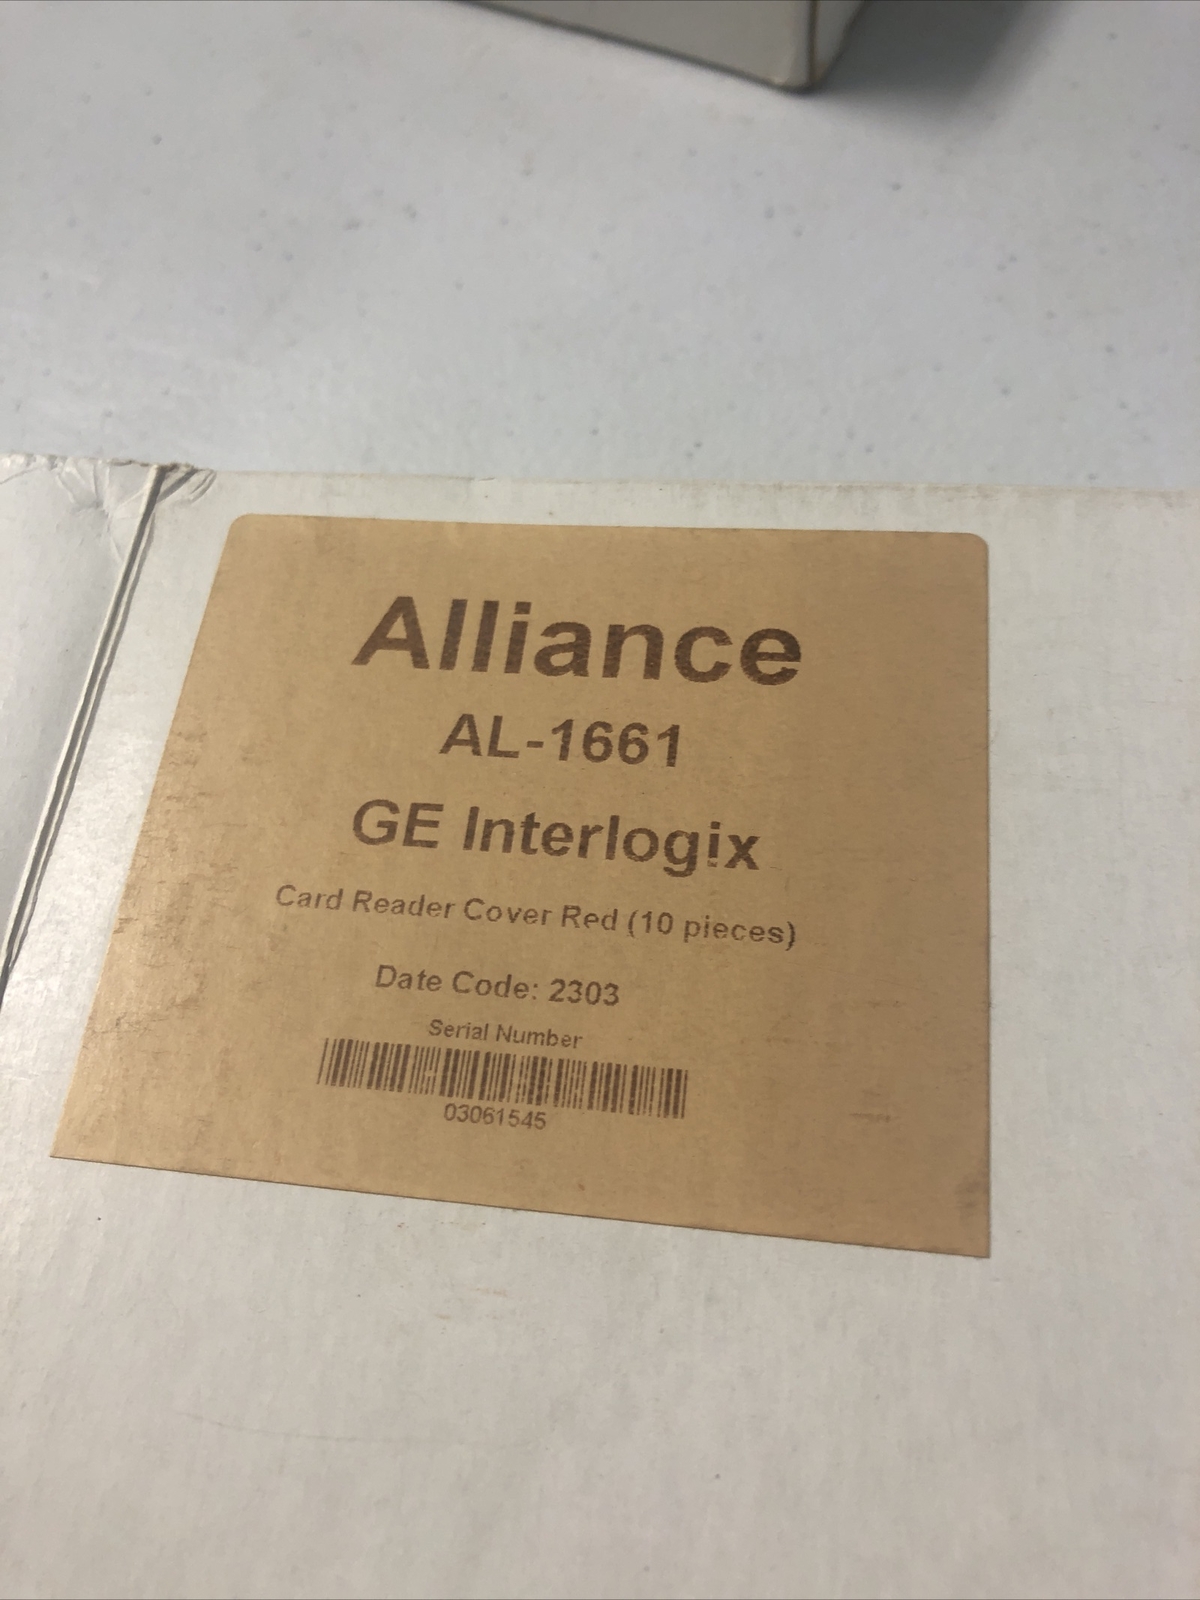 Alliance
AL-1661
GE Interlogix
Card Reader Cover Red (10 pieces)
Date Code: 2303
Serial Number
03061545